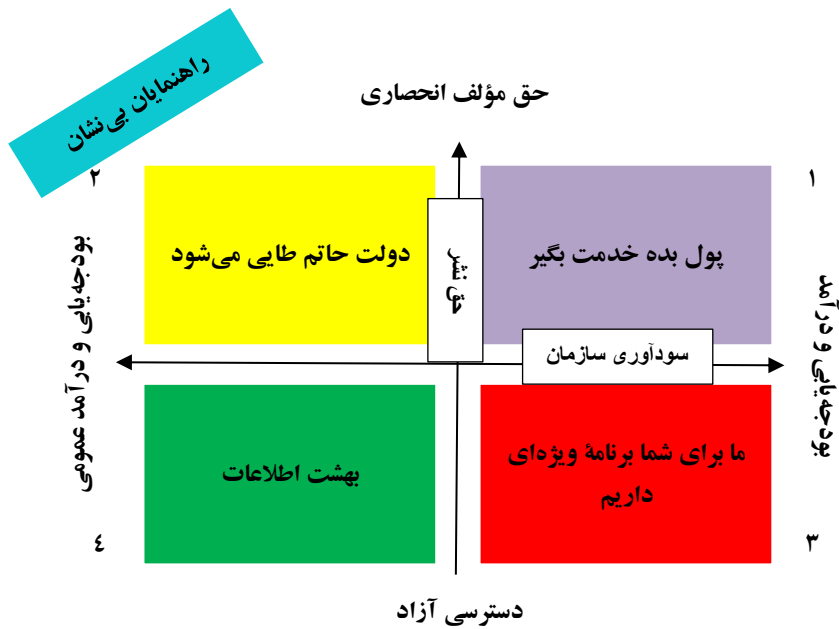 راهنمایان بی‌نشان
حق مؤلف انحصاری
۱
۲
پول بده خدمت بگیر
دولت حاتم طایی می‌شود
حق نشر
بودجه‌یابی و درآمد
بودجه‌یابی و درآمد عمومی
سودآوری سازمان
ما برای شما برنامهٔ ویژه‌ای
داریم
بهشت اطلاعات
۳
٤
دسترسی آزاد